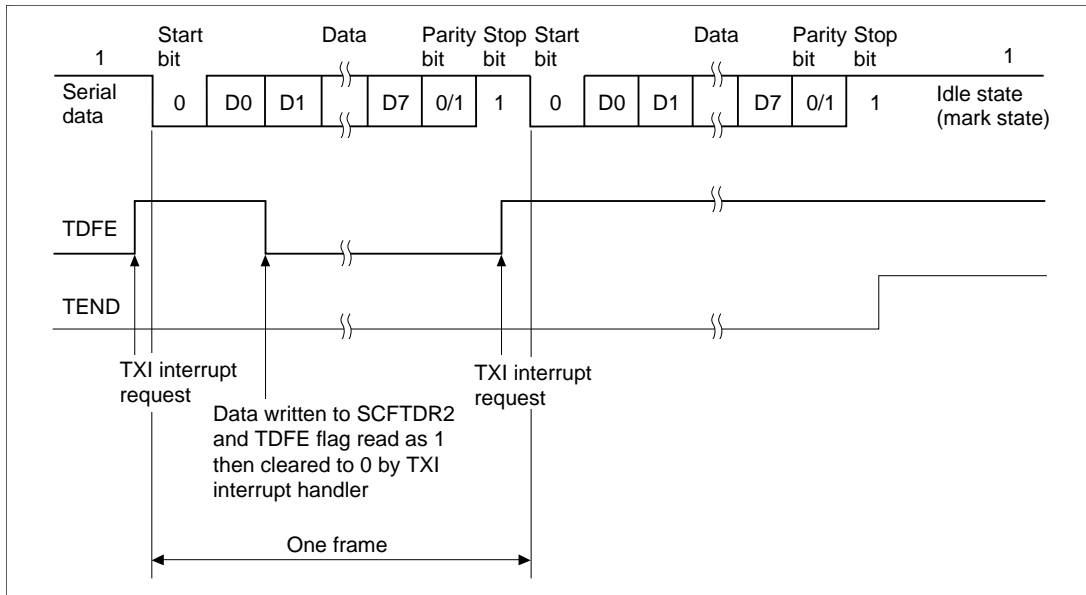 Start bit
Data
Parity bit
Stop bit
Start bit
Data
Parity bit
Stop bit
1
1
Serial data
0
D0
D1
D7
0/1
1
0
D0
D1
D7
0/1
1
Idle state
(mark state)
TDFE
TEND
TXI interrupt
request
Data written to SCFTDR2
and TDFE flag read as 1
then cleared to 0 by TXI
interrupt handler
TXI interrupt
request
One frame